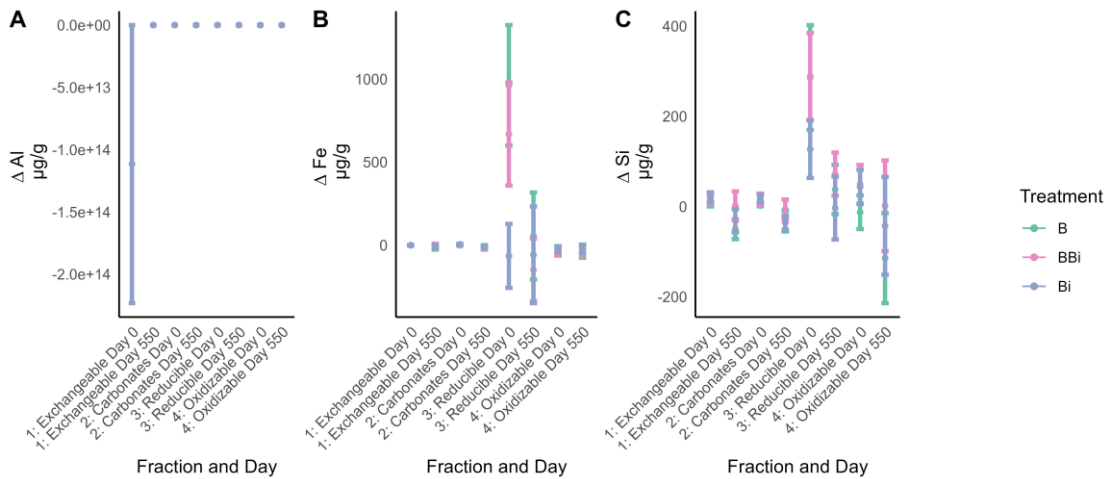 A
Δ Al
µg/g
0.0e+00
-5.0e+13
-1.0e+14
-1.5e+14
-2.0e+14
1: Exchangeable Day 0
1: Exchangeable Day 550
2: Carbonates Day 0
2: Carbonates Day 550
3: Reducible Day 0
3: Reducible Day 550
4: Oxidizable Day 0
4: Oxidizable Day 550
Fraction and Day
B
Δ Fe
µg/g
1000
500
0
1: Exchangeable Day 0
1: Exchangeable Day 550
2: Carbonates Day 0
2: Carbonates Day 550
3: Reducible Day 0
3: Reducible Day 550
4: Oxidizable Day 0
4: Oxidizable Day 550
Fraction and Day
C
Δ Si
µg/g
400
200
0
-200
1: Exchangeable Day 0
1: Exchangeable Day 550
2: Carbonates Day 0
2: Carbonates Day 550
3: Reducible Day 0
3: Reducible Day 550
4: Oxidizable Day 0
4: Oxidizable Day 550
Fraction and Day
Treatment
B
BBi
Bi